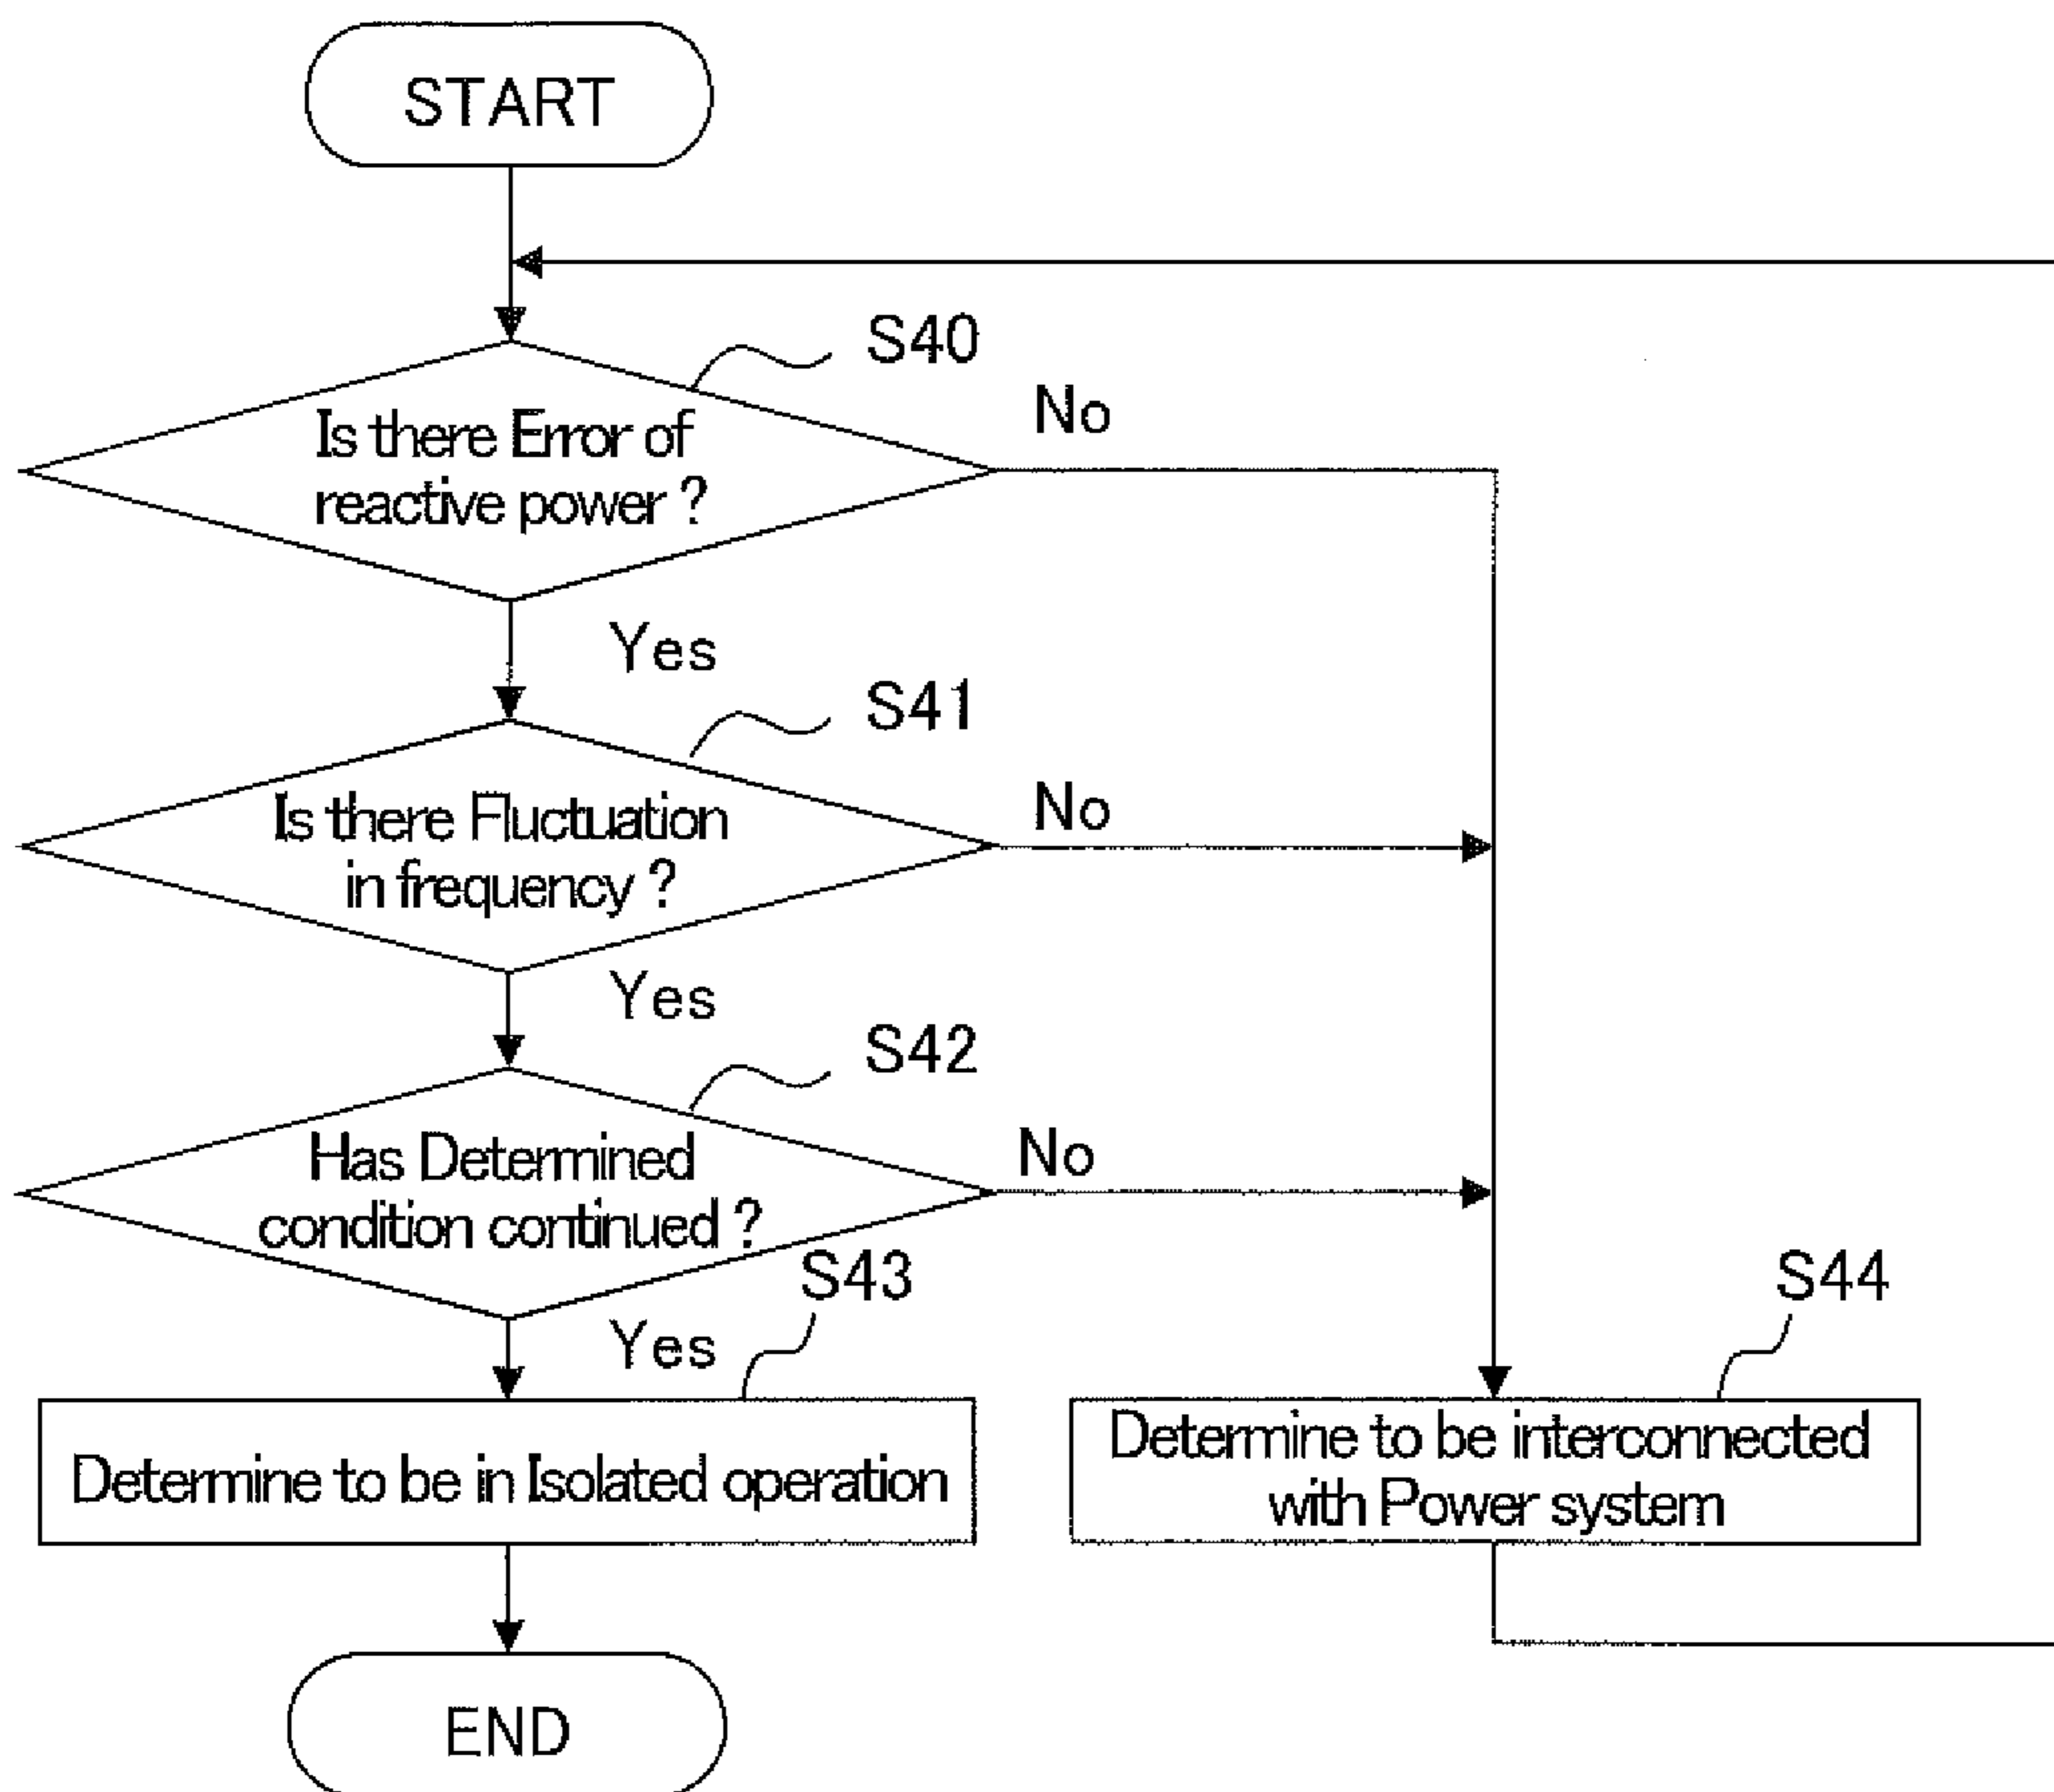 START
S40
No
Is there Error of
reactive power ?
Yes
S41
No
Is there Fluctuation
in frequency ?
Yes
S42
No
Has Determined
condition continued ?
S43
S44
Yes
Determine to be in Isolated operation
Determine to be interconnected
with Power system
END